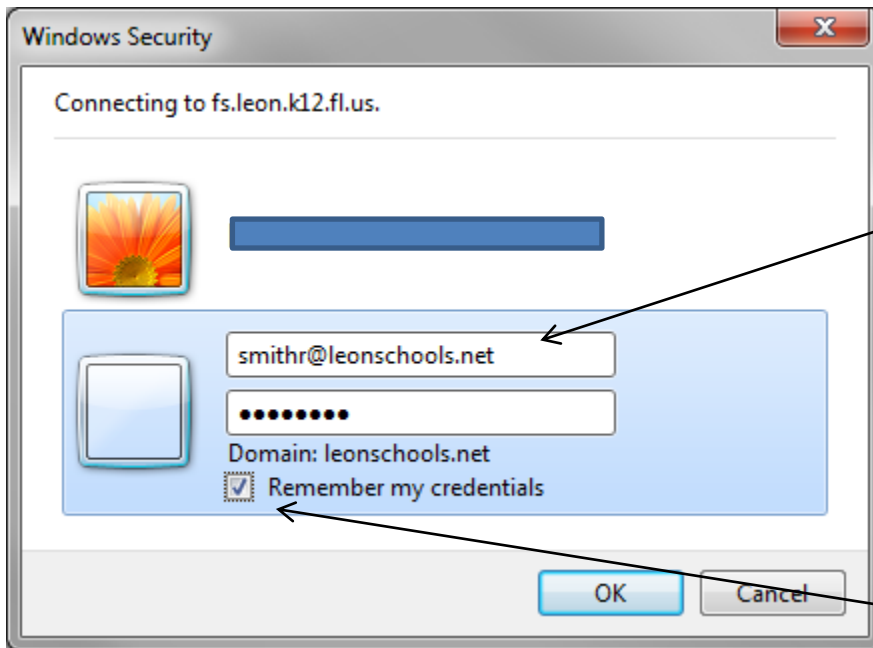 Windows Security
Connecting to fs.leon.k12.fl.us.
smithr@leonschools.net
●●●●●●●●
Domain: leonschools.net
Remember my credentials
OK
Cancel